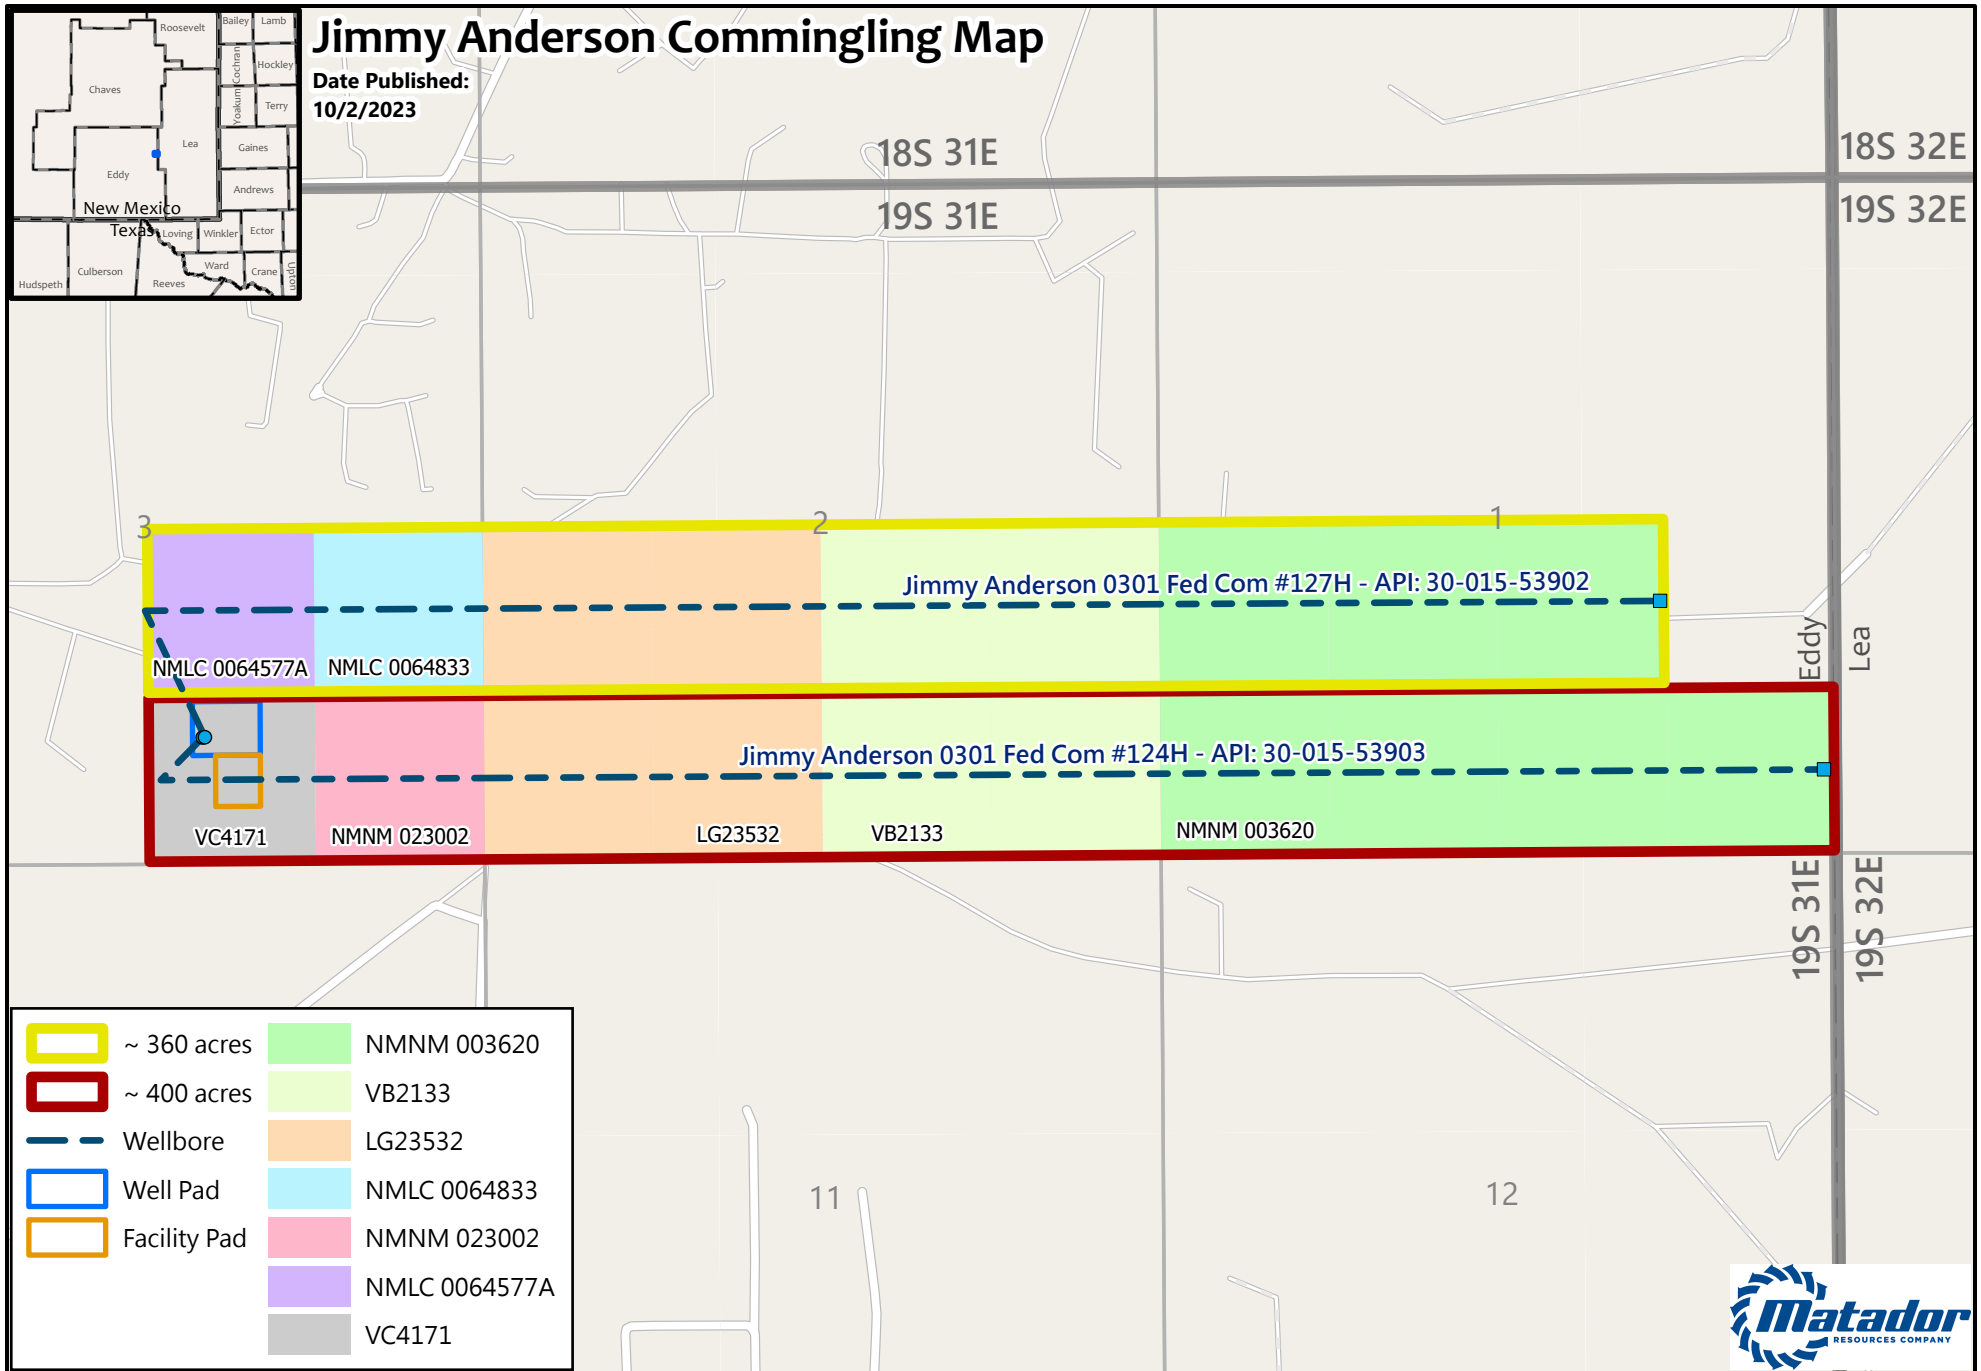 Jimmy Anderson Commingling Map
Date Published:
10/2/2023
Roosevelt
Bailey
Lamb
Cochran
Hockley
Chaves
Yoakum
Terry
Lea
Gaines
Eddy
Andrews
New Mexico
Texas
Loving
Winkler
Ector
Ward
Crane
Upton
Culberson
Hudspeth
Reeves
18S 31E
18S 32E
19S 31E
19S 32E
3
2
1
Jimmy Anderson 0301 Fed Com #127H - API: 30-015-53902
NMLC 0064577A
NMLC 0064833
Eddy
Lea
Jimmy Anderson 0301 Fed Com #124H - API: 30-015-53903
VC4171
NMNM 023002
LG23532
VB2133
NMNM 003620
19S 31E
19S 32E
11
12
~ 360 acres
~ 400 acres
Wellbore
Well Pad
Facility Pad
NMNM 003620
VB2133
LG23532
NMLC 0064833
NMNM 023002
NMLC 0064577A
VC4171
Matador
RESOURCES COMPANY